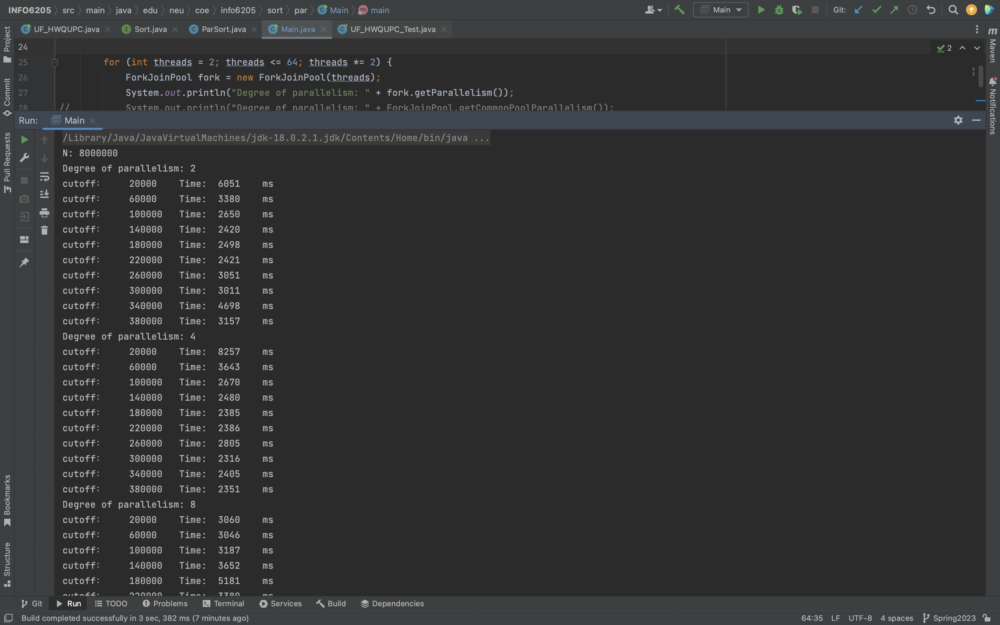 INFO6205 src main java edu neu coe info6205 sort par Main main
Main Git:
UF_HWQUPC.java Sort.java ParSort.java Main.java UF_HWQUPC_Test.java
24
2
25 for (int threads = 2; threads <= 64; threads *= 2) {
26 ForkJoinPool fork = new ForkJoinPool(threads);
27 System.out.println("Degree of parallelism: " + fork.getParallelism());
28 // System.out.println("Degree of parallelism: " + ForkJoinPool.getCommonPoolParallelism());
Run: Main
/Library/Java/JavaVirtualMachines/jdk-18.0.2.1.jdk/Contents/Home/bin/java ...
N: 8000000
Degree of parallelism: 2
cutoff: 20000 Time: 6051 ms
cutoff: 60000 Time: 3380 ms
cutoff: 100000 Time: 2650 ms
cutoff: 140000 Time: 2420 ms
cutoff: 180000 Time: 2498 ms
cutoff: 220000 Time: 2421 ms
cutoff: 260000 Time: 3051 ms
cutoff: 300000 Time: 3011 ms
cutoff: 340000 Time: 4698 ms
cutoff: 380000 Time: 3157 ms
Degree of parallelism: 4
cutoff: 20000 Time: 8257 ms
cutoff: 60000 Time: 3643 ms
cutoff: 100000 Time: 2670 ms
cutoff: 140000 Time: 2480 ms
cutoff: 180000 Time: 2385 ms
cutoff: 220000 Time: 2386 ms
cutoff: 260000 Time: 2805 ms
cutoff: 300000 Time: 2316 ms
cutoff: 340000 Time: 2405 ms
cutoff: 380000 Time: 2351 ms
Degree of parallelism: 8
cutoff: 20000 Time: 3060 ms
cutoff: 60000 Time: 3046 ms
cutoff: 100000 Time: 3187 ms
cutoff: 140000 Time: 3652 ms
cutoff: 180000 Time: 5181 ms
cutoff: 220000 Time: 3380 ms
Project
Commit
Pull Requests
Bookmarks
Structure
m Maven
Notifications
Git Run TODO Problems Terminal Services Build Dependencies
Build completed successfully in 3 sec, 382 ms (7 minutes ago)
64:35 LF UTF-8 4 spaces Spring2023